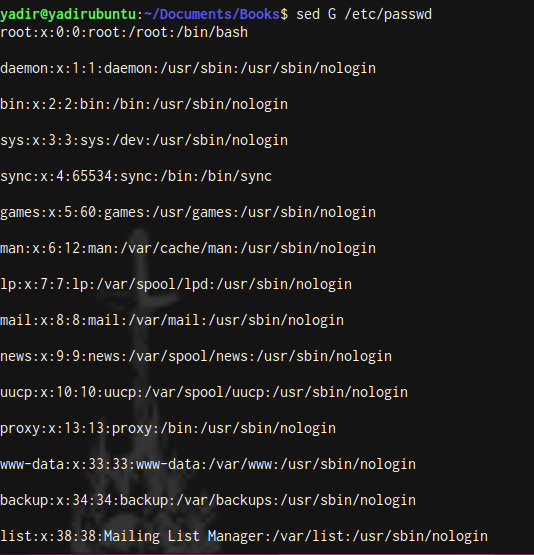 yadir@yadirubuntu:~/Documents/Books$ sed G /etc/passwd
root:x:0:0:root:/root:/bin/bash
daemon:x:1:1:daemon:/usr/sbin:/usr/sbin/nologin
bin:x:2:2:bin:/bin:/usr/sbin/nologin
sys:x:3:3:sys:/dev:/usr/sbin/nologin
sync:x:4:65534:sync:/bin:/bin/sync
games:x:5:60:games:/usr/games:/usr/sbin/nologin
man:x:6:12:man:/var/cache/man:/usr/sbin/nologin
lp:x:7:7:lp:/var/spool/lpd:/usr/sbin/nologin
mail:x:8:8:mail:/var/mail:/usr/sbin/nologin
news:x:9:9:news:/var/spool/news:/usr/sbin/nologin
uucp:x:10:10:uucp:/var/spool/uucp:/usr/sbin/nologin
proxy:x:13:13:proxy:/bin:/usr/sbin/nologin
www-data:x:33:33:www-data:/var/www:/usr/sbin/nologin
backup:x:34:34:backup:/var/backups:/usr/sbin/nologin
list:x:38:38:Mailing List Manager:/var/list:/usr/sbin/nologin